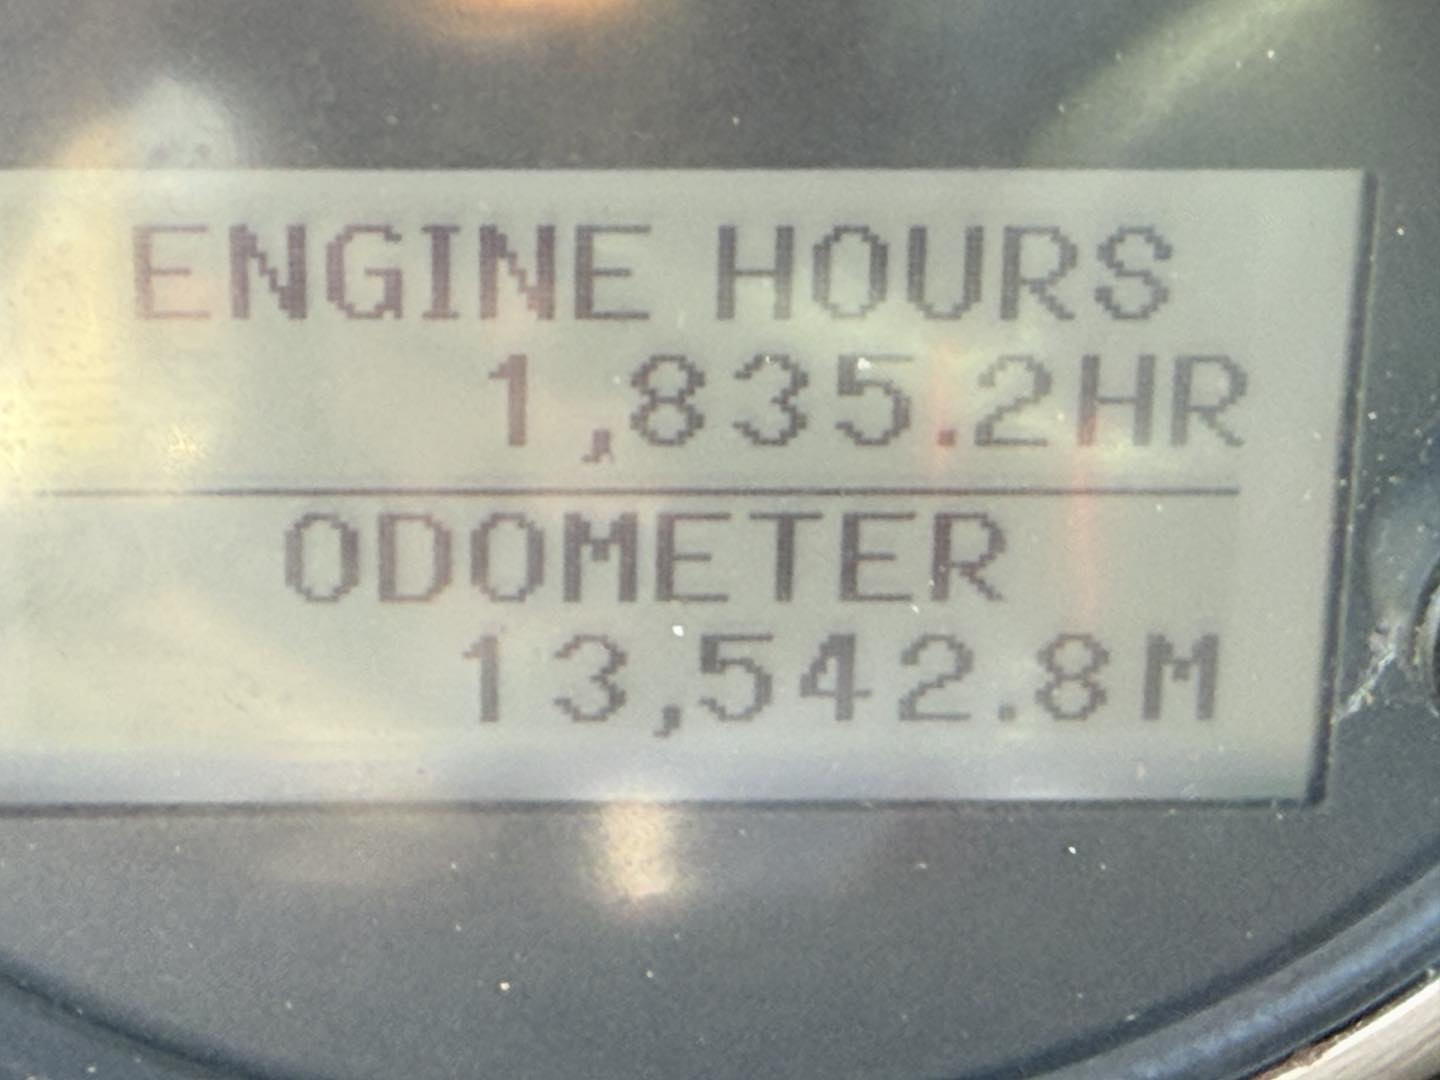 ENGINE HOURS
1,835.2HR
ODOMETER
13,542.8M